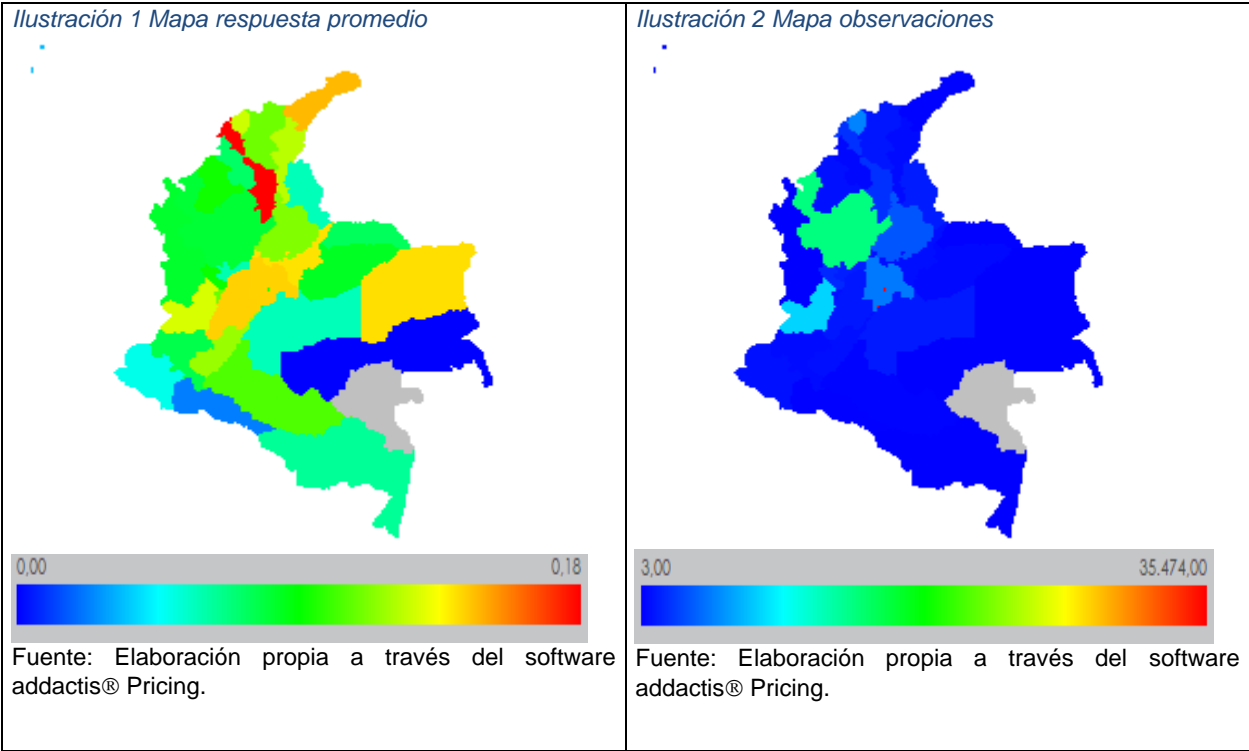 Ilustración 1 Mapa respuesta promedio
0,00 0,18
Fuente: Elaboración propia a través del software
addactis® Pricing.
Ilustración 2 Mapa observaciones
3,00 35.474,00
Fuente: Elaboración propia a través del software
addactis® Pricing.